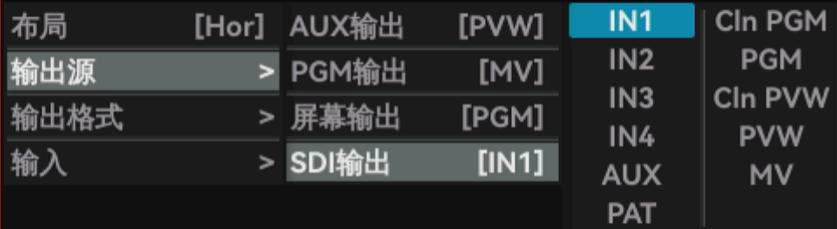 布局 [Hor]
输出源 >
输出格式 >
输入 >
AUX输出 [PVW]
PGM输出 [MV]
屏幕输出 [PGM]
SDI输出 [IN1]
IN1
IN2
IN3
IN4
AUX
PAT
Cln PGM
PGM
Cln PVW
PVW
MV